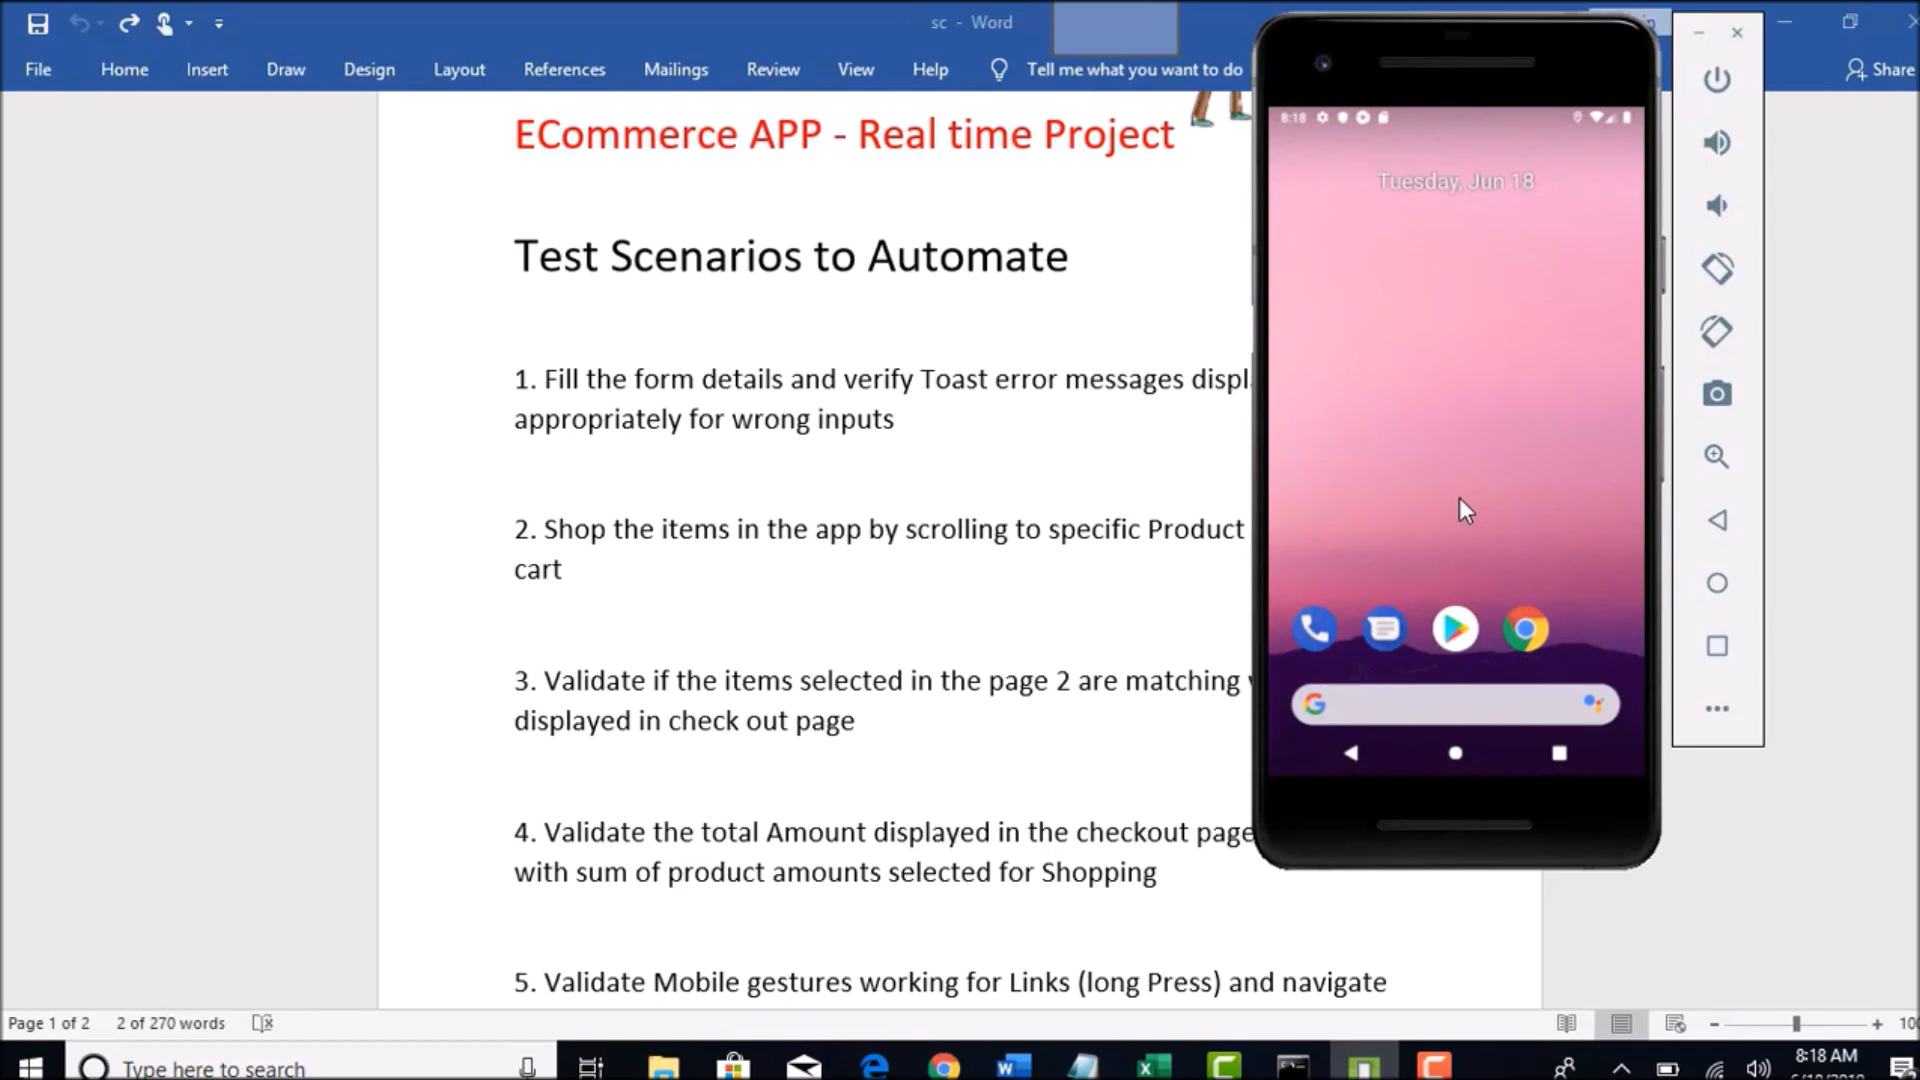 sc - Word
File Home Insert Draw Design Layout References Mailings Review View Help Tell me what you want to do Share
ECommerce APP - Real time Project
Test Scenarios to Automate
1. Fill the form details and verify Toast error messages displ
appropriately for wrong inputs
2. Shop the items in the app by scrolling to specific Product
cart
3. Validate if the items selected in the page 2 are matching
displayed in check out page
4. Validate the total Amount displayed in the checkout page
with sum of product amounts selected for Shopping
5. Validate Mobile gestures working for Links (long Press) and navigate
8:18
Tuesday, Jun 18
Page 1 of 2 2 of 270 words
100
Type here to search
8:18 AM